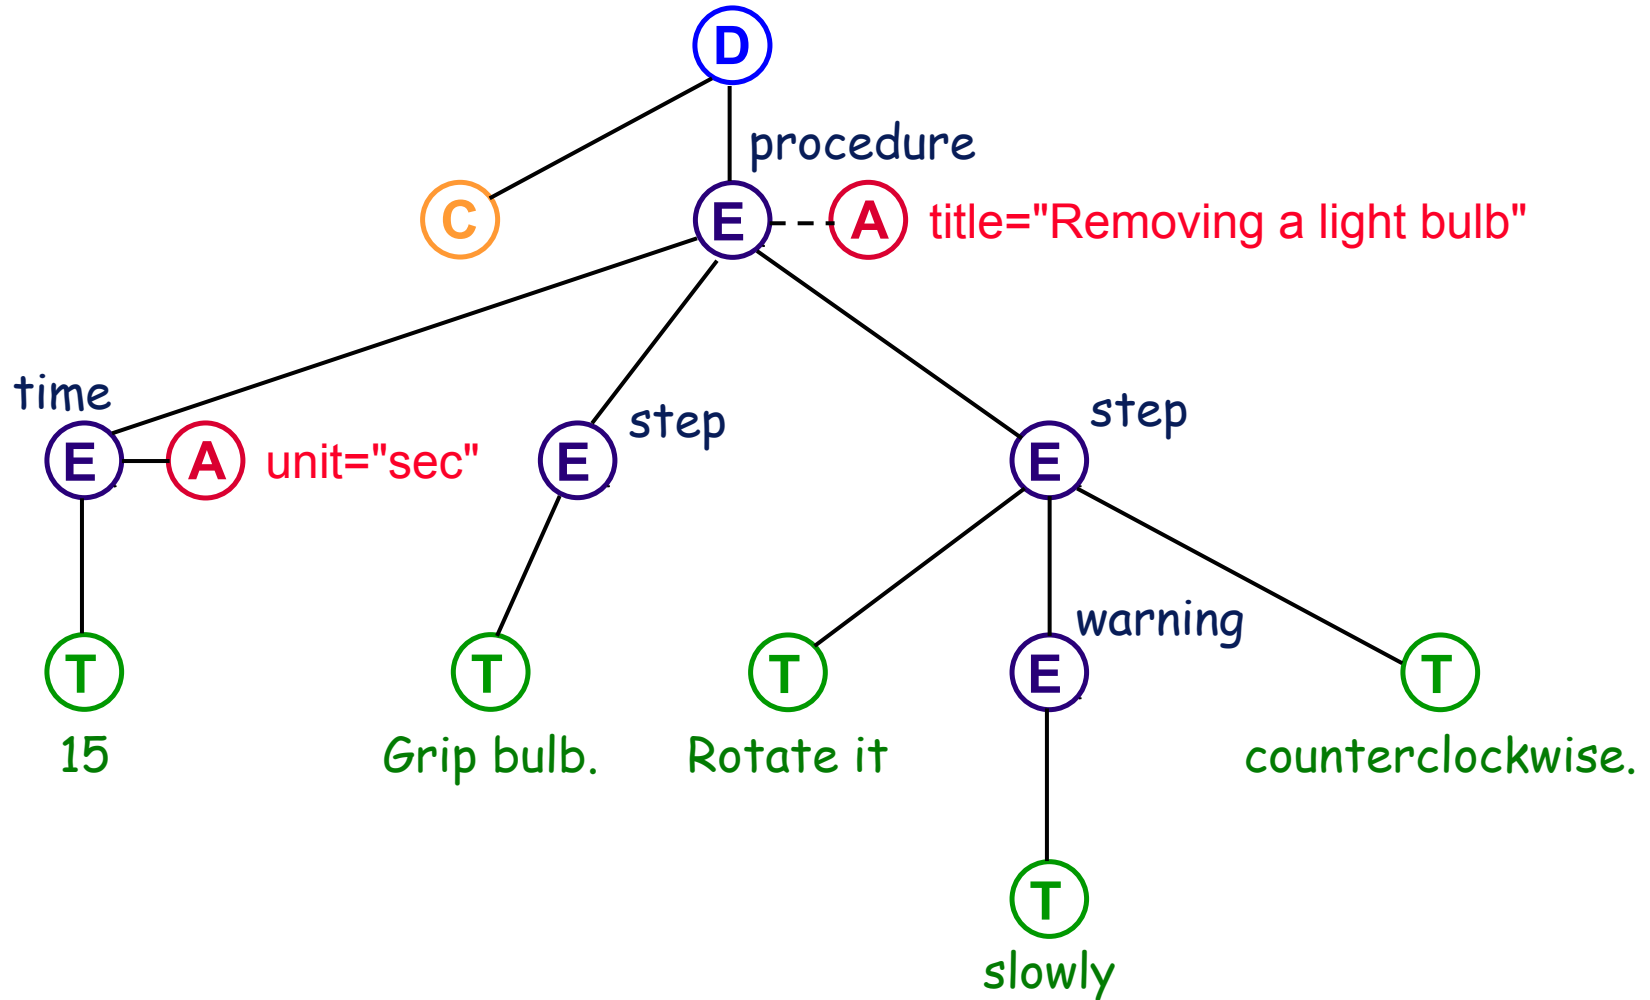 D
procedure
C
E
A
title="Removing a light bulb"
time
E
A
unit="sec"
step
E
step
E
T
15
T
Grip bulb.
T
Rotate it
warning
E
T
counterclockwise.
T
slowly